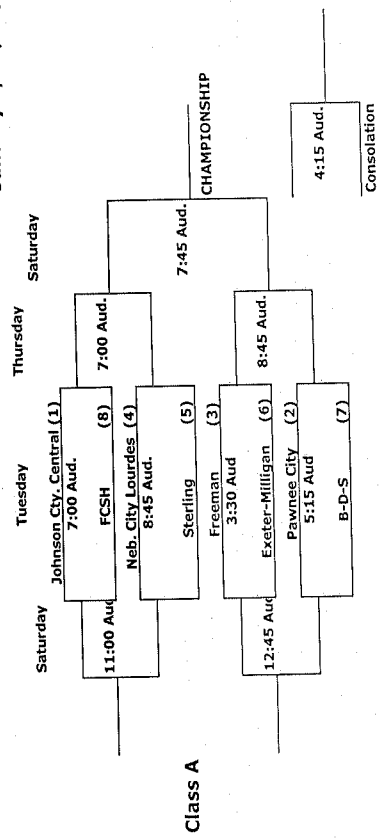 Saturday
Tuesday
Thursday
Saturday
Johnson Cty. Central (1)
7:00 Aud.
FCSH (8)
11:00 Aud
Neb. City Lourdes (4)
8:45 Aud.
Sterling (5)
7:00 Aud.
Class A
7:45 Aud.
CHAMPIONSHIP
Freeman (3)
3:30 Aud
Exeter-Milligan (6)
12:45 Aud
Pawnee City (2)
5:15 Aud
B-D-S (7)
8:45 Aud.
4:15 Aud.
Consolation